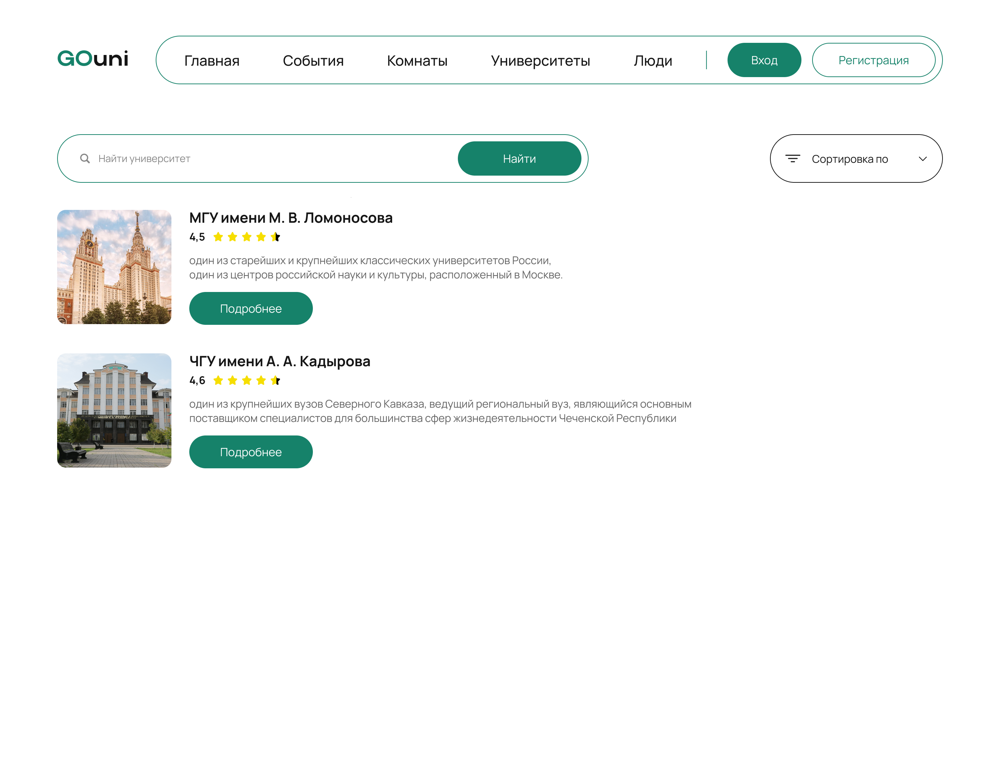 GOuni
Главная События Комнаты Университеты Люди Вход Регистрация
Найти университет Найти Сортировка по
МГУ имени М. В. Ломоносова
4,5
один из старейших и крупнейших классических университетов России,
один из центров российской науки и культуры, расположенный в Москве.
Подробнее
ЧГУ имени А. А. Кадырова
4,6
один из крупнейших вузов Северного Кавказа, ведущий региональный вуз, являющийся основным
поставщиком специалистов для большинства сфер жизнедеятельности Чеченской Республики
Подробнее
ГОСУДАРСТВЕННЫЙ
ИМЕНИ А.А. КАДЫРОВА